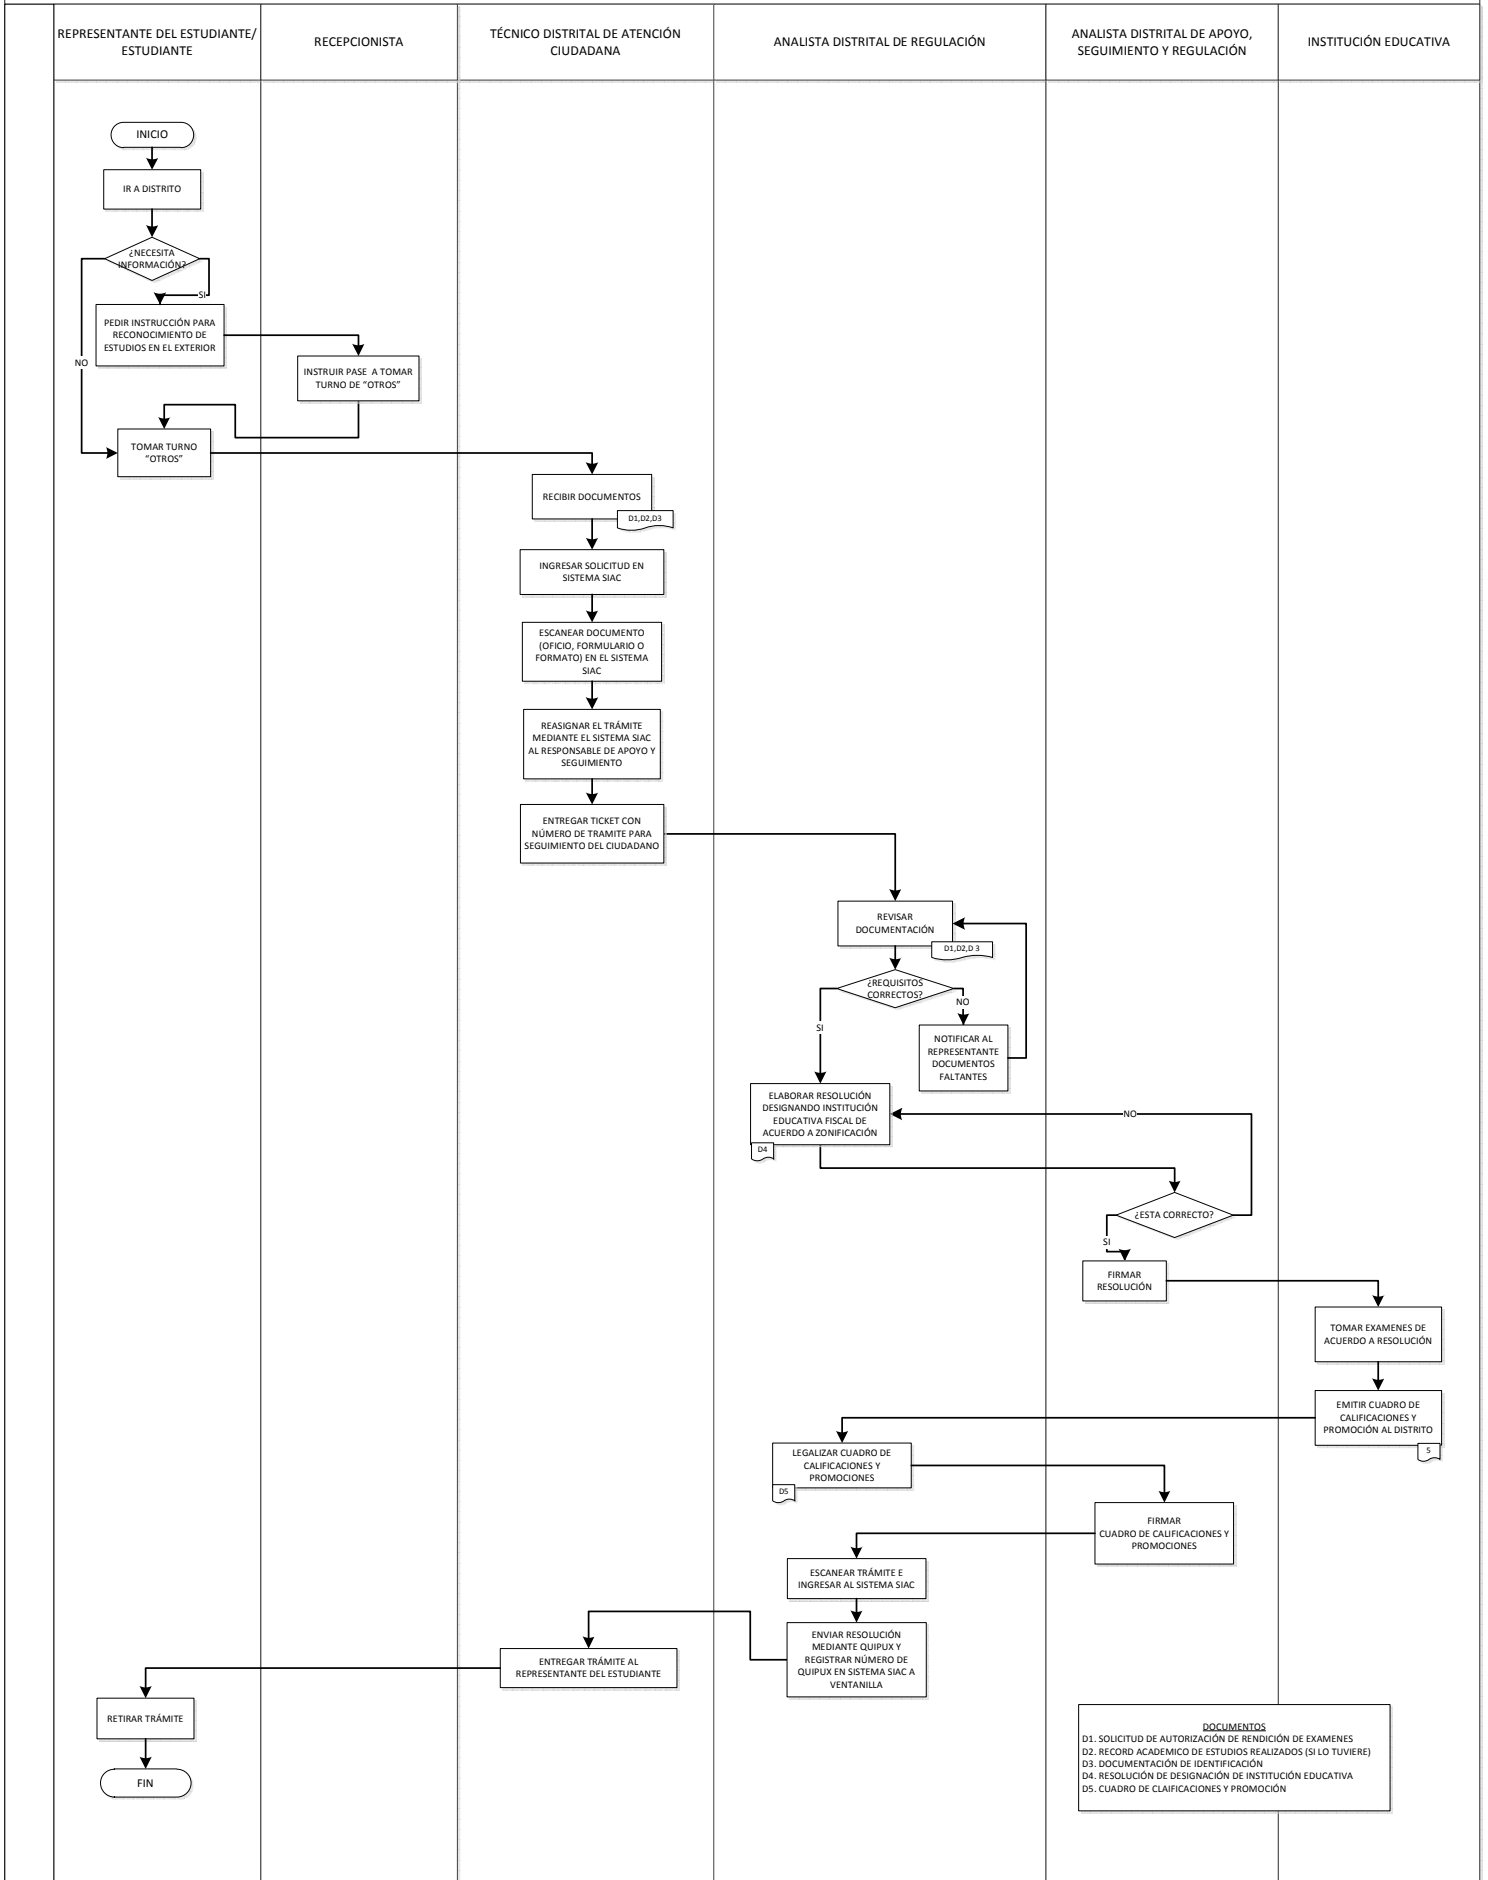 REPRESENTANTE DEL ESTUDIANTE/
ESTUDIANTE
RECEPCIONISTA
TÉCNICO DISTRITAL DE ATENCIÓN
CIUDADANA
ANALISTA DISTRITAL DE REGULACIÓN
ANALISTA DISTRITAL DE APOYO,
SEGUIMIENTO Y REGULACIÓN
INSTITUCIÓN EDUCATIVA
INICIO
IR A DISTRITO
¿NECESITA
INFORMACIÓN?
SI
NO
PEDIR INSTRUCCIÓN PARA
RECONOCIMIENTO DE
ESTUDIOS EN EL EXTERIOR
INSTRUIR PASE A TOMAR
TURNO DE "OTROS"
TOMAR TURNO
"OTROS"
RECIBIR DOCUMENTOS
D1,D2,D3
INGRESAR SOLICITUD EN
SISTEMA SIAC
ESCANEAR DOCUMENTO
(OFICIO, FORMULARIO O
FORMATO) EN EL SISTEMA
SIAC
REASIGNAR EL TRÁMITE
MEDIANTE EL SISTEMA SIAC
AL RESPONSABLE DE APOYO Y
SEGUIMIENTO
ENTREGAR TICKET CON
NÚMERO DE TRAMITE PARA
SEGUIMIENTO DEL CIUDADANO
REVISAR
DOCUMENTACIÓN
D1,D2,D 3
¿REQUISITOS
CORRECTOS?
NO
SI
NOTIFICAR AL
REPRESENTANTE
DOCUMENTOS
FALTANTES
ELABORAR RESOLUCIÓN
DESIGNANDO INSTITUCIÓN
EDUCATIVA FISCAL DE
ACUERDO A ZONIFICACIÓN
D4
NO
¿ESTA CORRECTO?
SI
FIRMAR
RESOLUCIÓN
TOMAR EXAMENES DE
ACUERDO A RESOLUCIÓN
EMITIR CUADRO DE
CALIFICACIONES Y
PROMOCIÓN AL DISTRITO
5
LEGALIZAR CUADRO DE
CALIFICACIONES Y
PROMOCIONES
D5
FIRMAR
CUADRO DE CALIFICACIONES Y
PROMOCIONES
ESCANEAR TRÁMITE E
INGRESAR AL SISTEMA SIAC
ENVIAR RESOLUCIÓN
MEDIANTE QUIPUX Y
REGISTRAR NÚMERO DE
QUIPUX EN SISTEMA SIAC A
VENTANILLA
ENTREGAR TRÁMITE AL
REPRESENTANTE DEL ESTUDIANTE
RETIRAR TRÁMITE
FIN
DOCUMENTOS
D1. SOLICITUD DE AUTORIZACIÓN DE RENDICIÓN DE EXAMENES
D2. RECORD ACADEMICO DE ESTUDIOS REALIZADOS (SI LO TUVIERE)
D3. DOCUMENTACIÓN DE IDENTIFICACIÓN
D4. RESOLUCIÓN DE DESIGNACIÓN DE INSTITUCIÓN EDUCATIVA
D5. CUADRO DE CLAIFICACIONES Y PROMOCIÓN